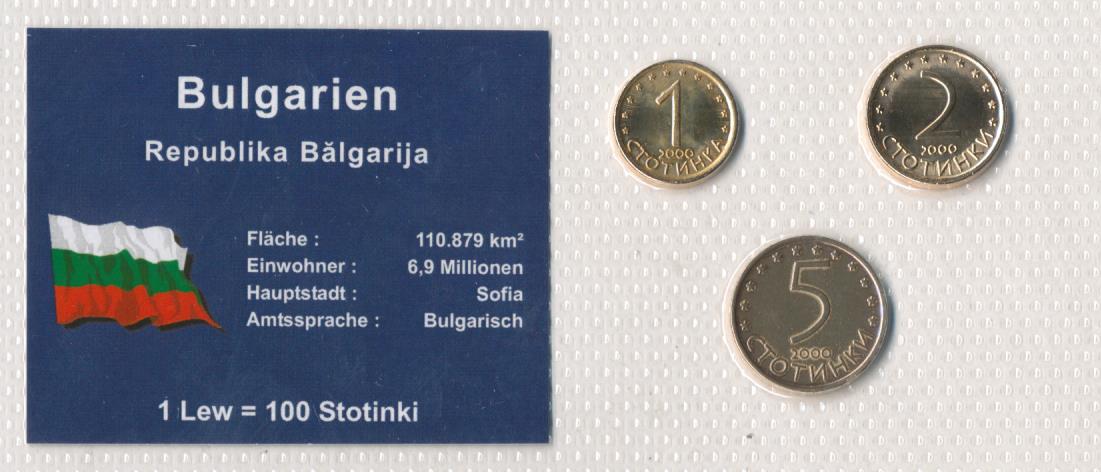 Bulgarien
Republika Bălgarija
Fläche : 110.879 km²
Einwohner : 6,9 Millionen
Hauptstadt : Sofia
Amtssprache : Bulgarisch
1 Lew = 100 Stotinki
1
2000
СТОТИНКА
2
2000
СТОТИНКИ
5
2000
СТОТИНКИ